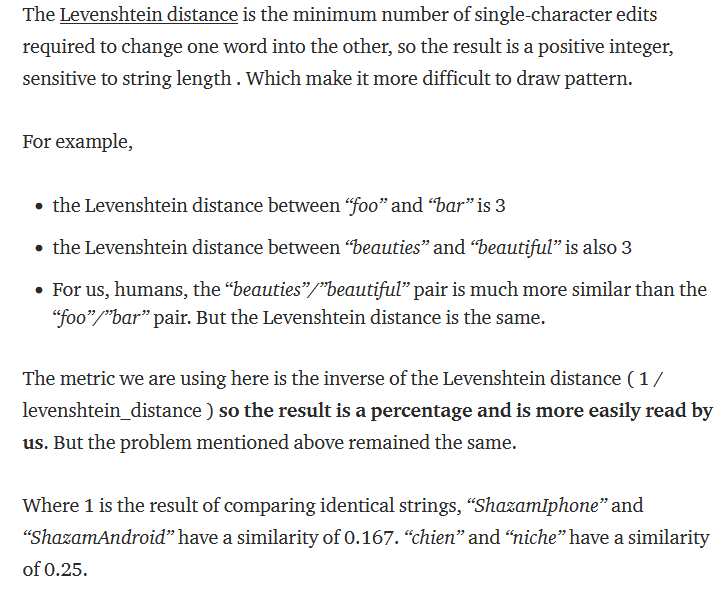 The Levenshtein distance is the minimum number of single-character edits
required to change one word into the other, so the result is a positive integer,
sensitive to string length . Which make it more difficult to draw pattern.
For example,
• the Levenshtein distance between “foo” and “bar” is 3
• the Levenshtein distance between “beauties” and “beautiful” is also 3
• For us, humans, the “beauties”/”beautiful” pair is much more similar than the
“foo”/”bar” pair. But the Levenshtein distance is the same.
The metric we are using here is the inverse of the Levenshtein distance ( 1 /
levenshtein_distance ) so the result is a percentage and is more easily read by
us. But the problem mentioned above remained the same.
Where 1 is the result of comparing identical strings, “ShazamIphone” and
“ShazamAndroid” have a similarity of 0.167. “chien” and “niche” have a similarity
of 0.25.